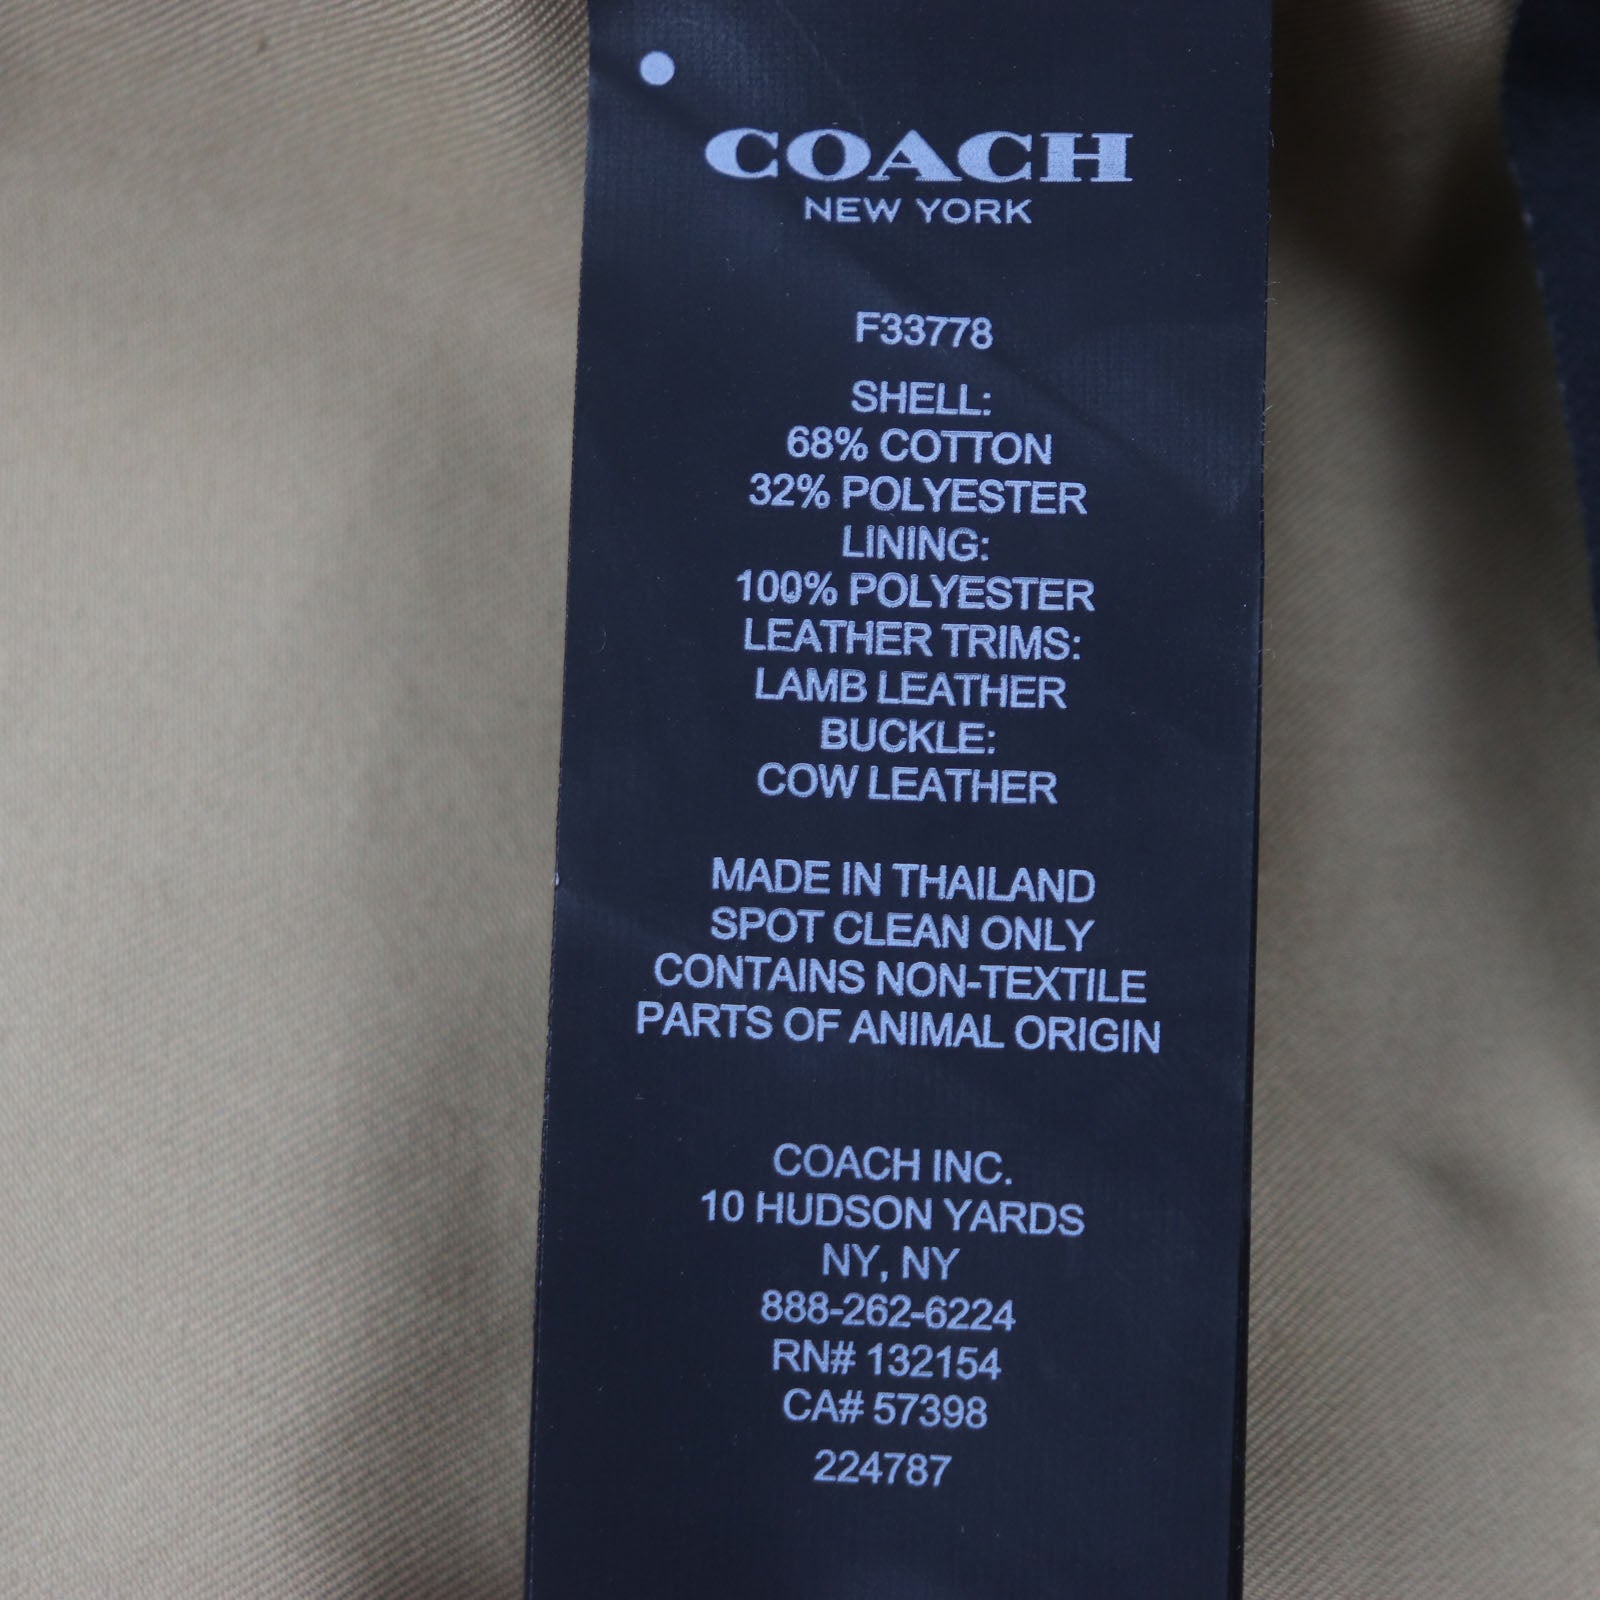 COACH
NEW YORK
F33778
SHELL:
68% COTTON
32% POLYESTER
LINING:
100% POLYESTER
LEATHER TRIMS:
LAMB LEATHER
BUCKLE:
COW LEATHER
MADE IN THAILAND
SPOT CLEAN ONLY
CONTAINS NON-TEXTILE
PARTS OF ANIMAL ORIGIN
COACH INC.
10 HUDSON YARDS
NY, NY
888-262-6224
RN# 132154
CA# 57398
224787